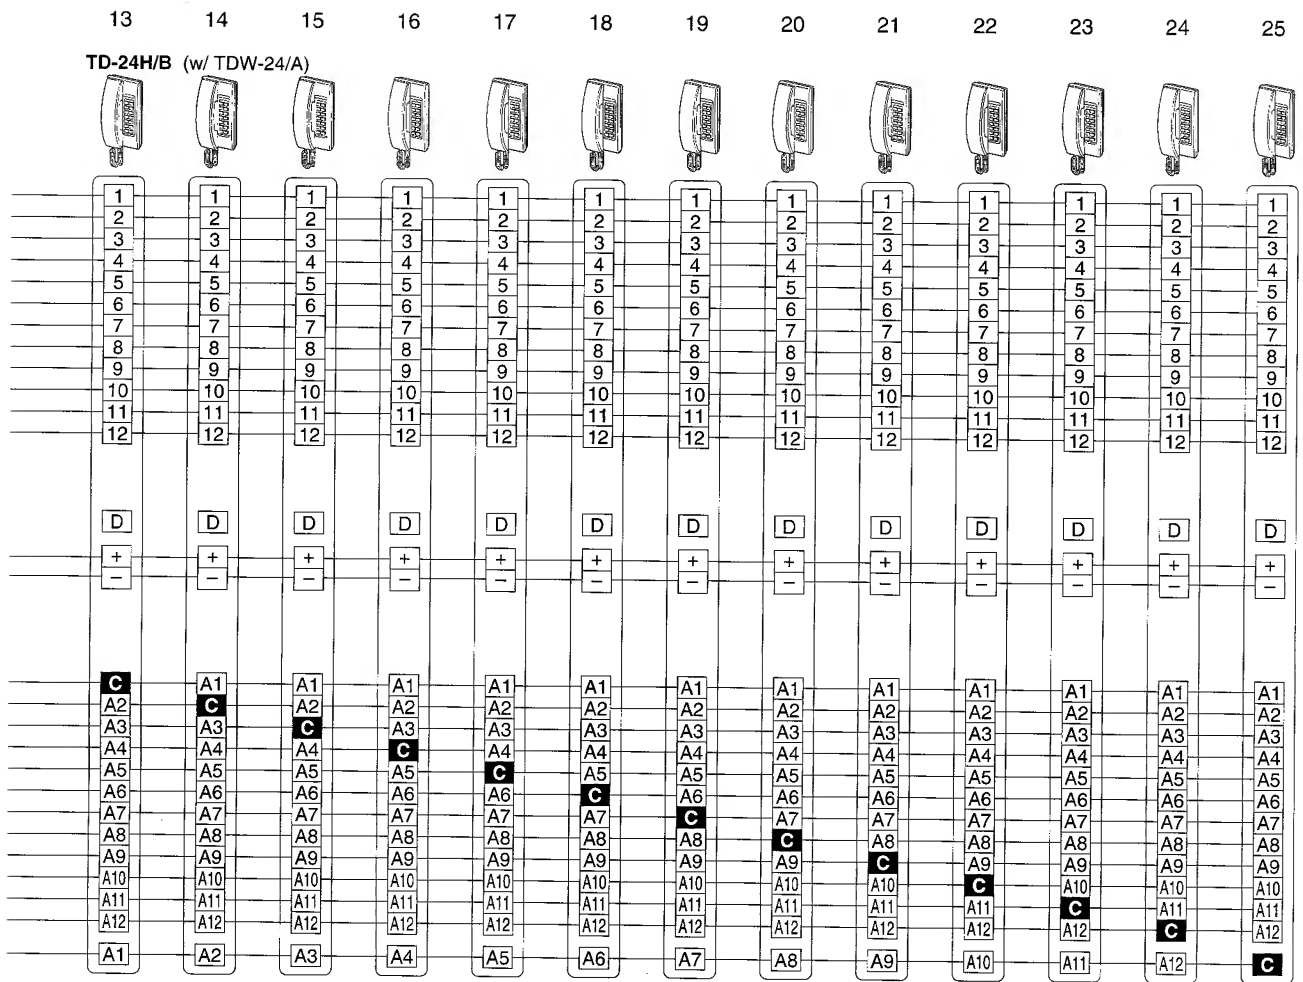 13 14 15 16 17 18 19 20 21 22 23 24 25
TD-24H/B (w/ TDW-24/A)
1 1 1 1 1 1 1 1 1 1 1 1 1
2 2 2 2 2 2 2 2 2 2 2 2 2
3 3 3 3 3 3 3 3 3 3 3 3 3
4 4 4 4 4 4 4 4 4 4 4 4 4
5 5 5 5 5 5 5 5 5 5 5 5 5
6 6 6 6 6 6 6 6 6 6 6 6 6
7 7 7 7 7 7 7 7 7 7 7 7 7
8 8 8 8 8 8 8 8 8 8 8 8 8
9 9 9 9 9 9 9 9 9 9 9 9 9
10 10 10 10 10 10 10 10 10 10 10 10 10
11 11 11 11 11 11 11 11 11 11 11 11 11
12 12 12 12 12 12 12 12 12 12 12 12 12
D D D D D D D D D D D D D
+ + + + + + + + + + + + +
− − − − − − − − − − − − −
C A1 A1 A1 A1 A1 A1 A1 A1 A1 A1 A1 A1
A2 C A2 A2 A2 A2 A2 A2 A2 A2 A2 A2 A2
A3 A3 C A3 A3 A3 A3 A3 A3 A3 A3 A3 A3
A4 A4 A4 C A4 A4 A4 A4 A4 A4 A4 A4 A4
A5 A5 A5 A5 C A5 A5 A5 A5 A5 A5 A5 A5
A6 A6 A6 A6 A6 C A6 A6 A6 A6 A6 A6 A6
A7 A7 A7 A7 A7 A7 C A7 A7 A7 A7 A7 A7
A8 A8 A8 A8 A8 A8 A8 C A8 A8 A8 A8 A8
A9 A9 A9 A9 A9 A9 A9 A9 C A9 A9 A9 A9
A10 A10 A10 A10 A10 A10 A10 A10 A10 C A10 A10 A10
A11 A11 A11 A11 A11 A11 A11 A11 A11 A11 C A11 A11
A12 A12 A12 A12 A12 A12 A12 A12 A12 A12 A12 C A12
A1 A2 A3 A4 A5 A6 A7 A8 A9 A10 A11 A12 C